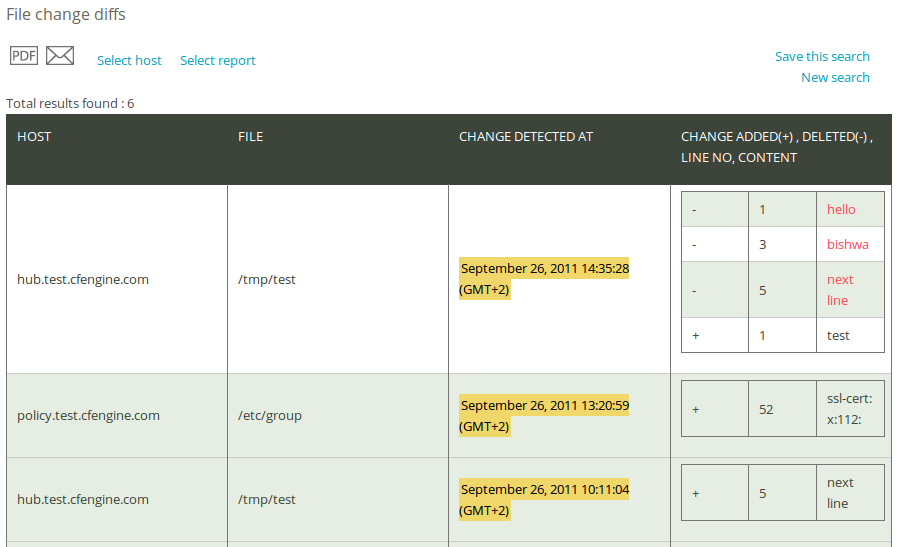 File change diffs
PDF
Select host Select report
Save this search
New search
Total results found : 6
HOST FILE CHANGE DETECTED AT CHANGE ADDED(+) , DELETED(-) ,
LINE NO, CONTENT
- 1 hello
- 3 bishwa
hub.test.cfengine.com /tmp/test September 26, 2011 14:35:28
(GMT+2)
- 5 next
line
+ 1 test
policy.test.cfengine.com /etc/group September 26, 2011 13:20:59
(GMT+2)
+ 52 ssl-cert:
x:112:
hub.test.cfengine.com /tmp/test September 26, 2011 10:11:04
(GMT+2)
+ 5 next
line